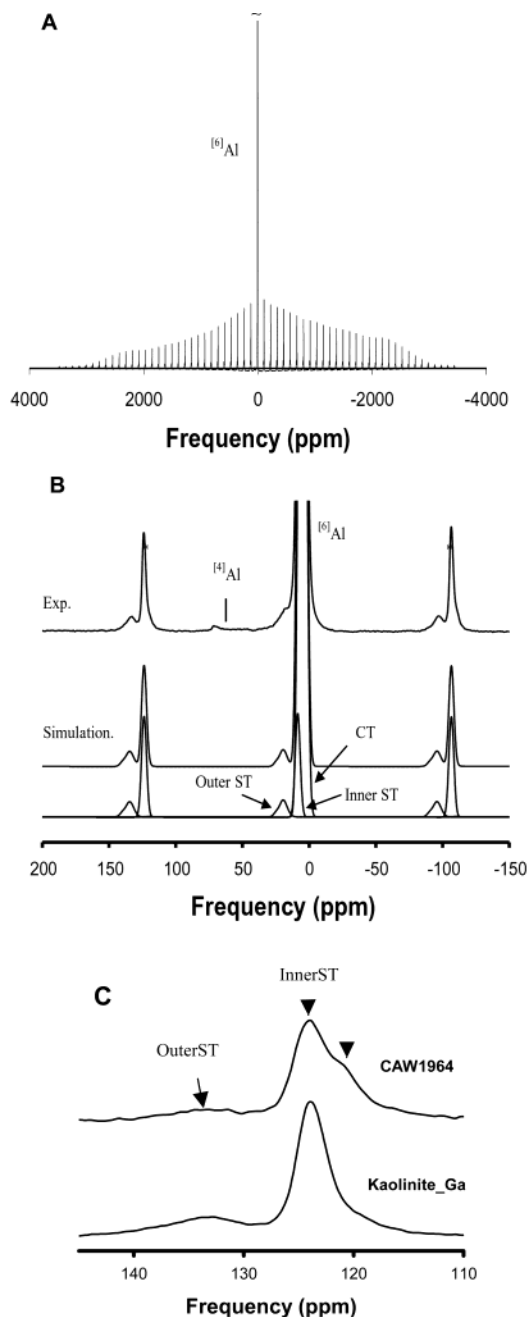 A
~
[6]Al
4000 2000 0 -2000 -4000
Frequency (ppm)
B
[6]Al
[4]Al
Exp.
Simulation.
CT
Outer ST
Inner ST
200 150 100 50 0 -50 -100 -150
Frequency (ppm)
C
InnerST
OuterST
CAW1964
Kaolinite_Ga
140 130 120 110
Frequency (ppm)